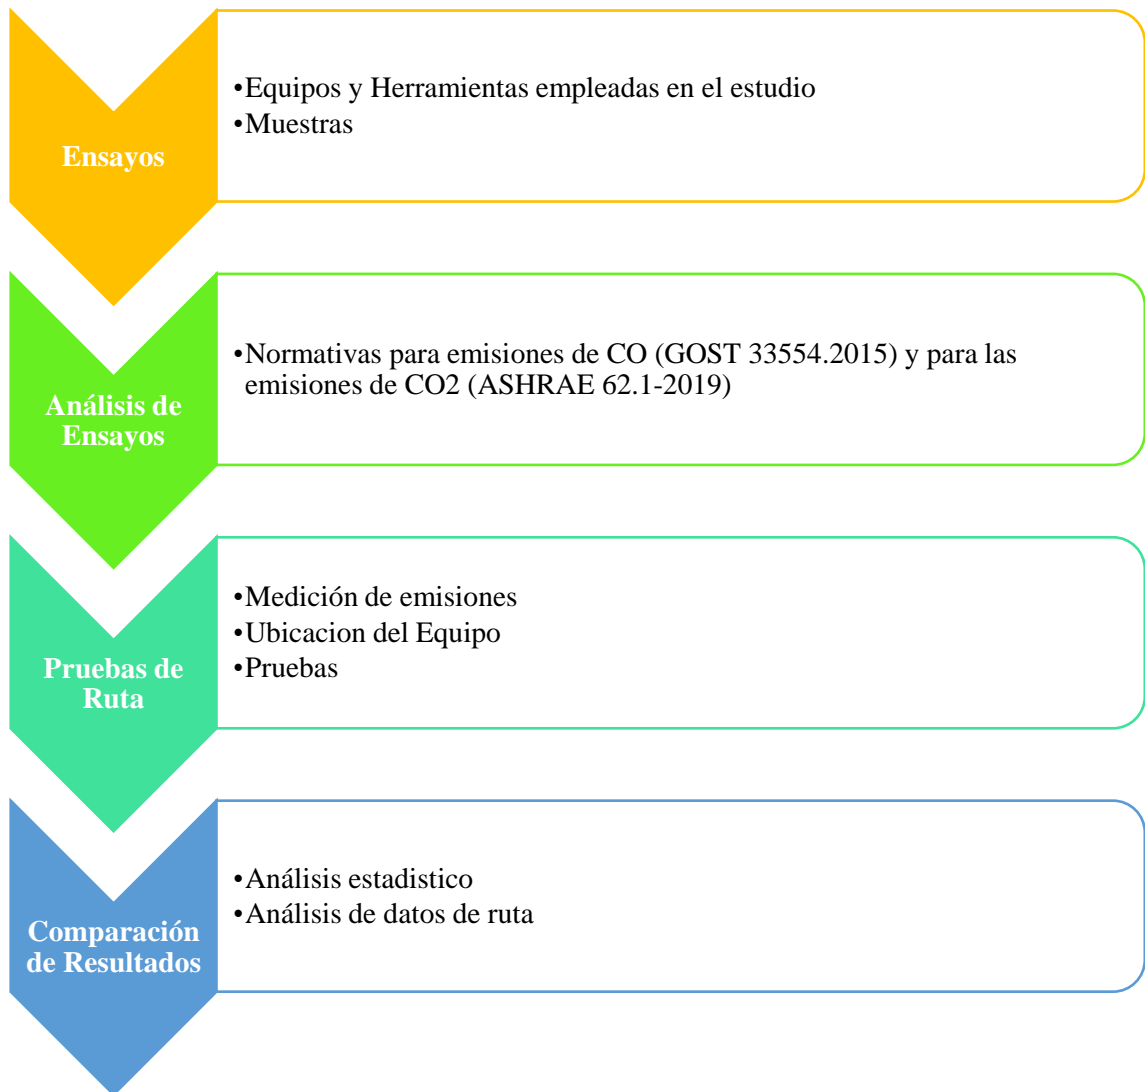 Ensayos
•Equipos y Herramientas empleadas en el estudio
•Muestras
Análisis de
Ensayos
•Normativas para emisiones de CO (GOST 33554.2015) y para las
emisiones de CO2 (ASHRAE 62.1-2019)
Pruebas de
Ruta
•Medición de emisiones
•Ubicacion del Equipo
•Pruebas
Comparación
de Resultados
•Análisis estadistico
•Análisis de datos de ruta